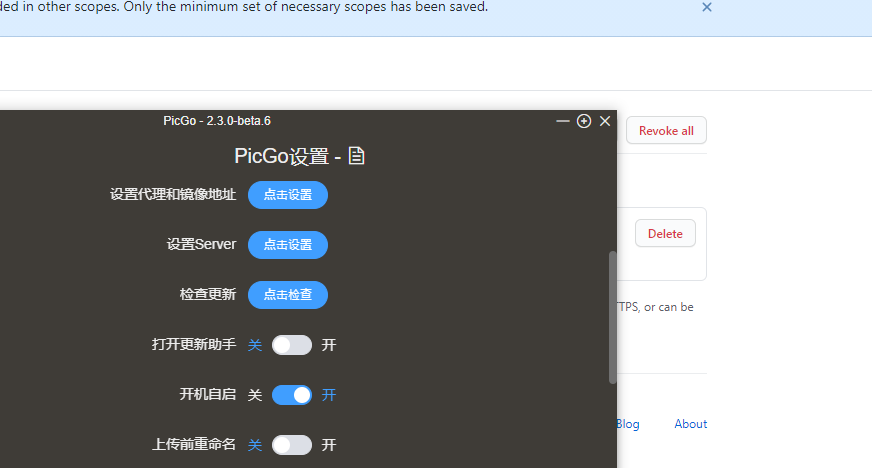 ded in other scopes. Only the minimum set of necessary scopes has been saved.
PicGo - 2.3.0-beta.6
Revoke all
PicGo设置 -
设置代理和镜像地址 点击设置
设置Server 点击设置
Delete
检查更新 点击检查
TPS, or can be
打开更新助手 关 开
开机自启 关 开
Blog About
上传前重命名 关 开